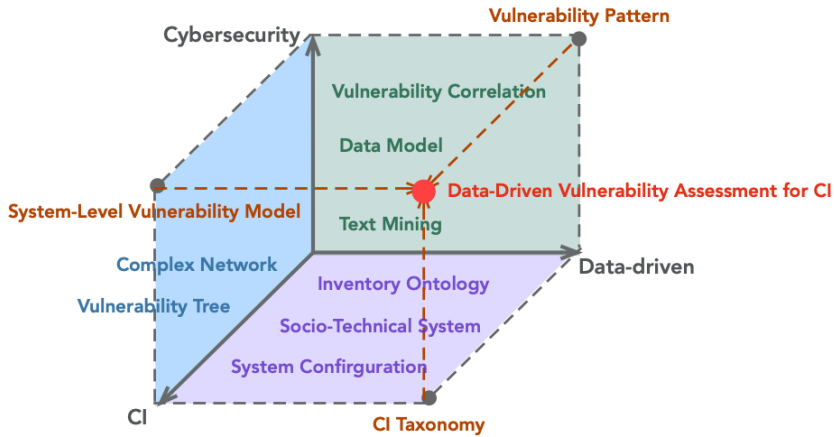 Vulnerability Pattern
Cybersecurity
Vulnerability Correlation
Data Model
Data-Driven Vulnerability Assessment for CI
System-Level Vulnerability Model
Text Mining
Complex Network
Data-driven
Inventory Ontology
Vulnerability Tree
Socio-Technical System
System Confirguration
CI
CI Taxonomy